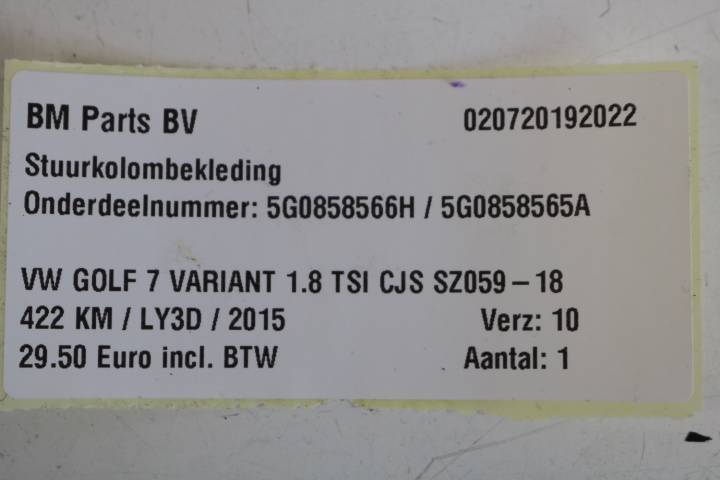 BM Parts BV 020720192022
Stuurkolombekleding
Onderdeelnummer: 5G0858566H / 5G0858565A
VW GOLF 7 VARIANT 1.8 TSI CJS SZ059-18
422 KM / LY3D / 2015 Verz: 10
29.50 Euro incl. BTW Aantal: 1